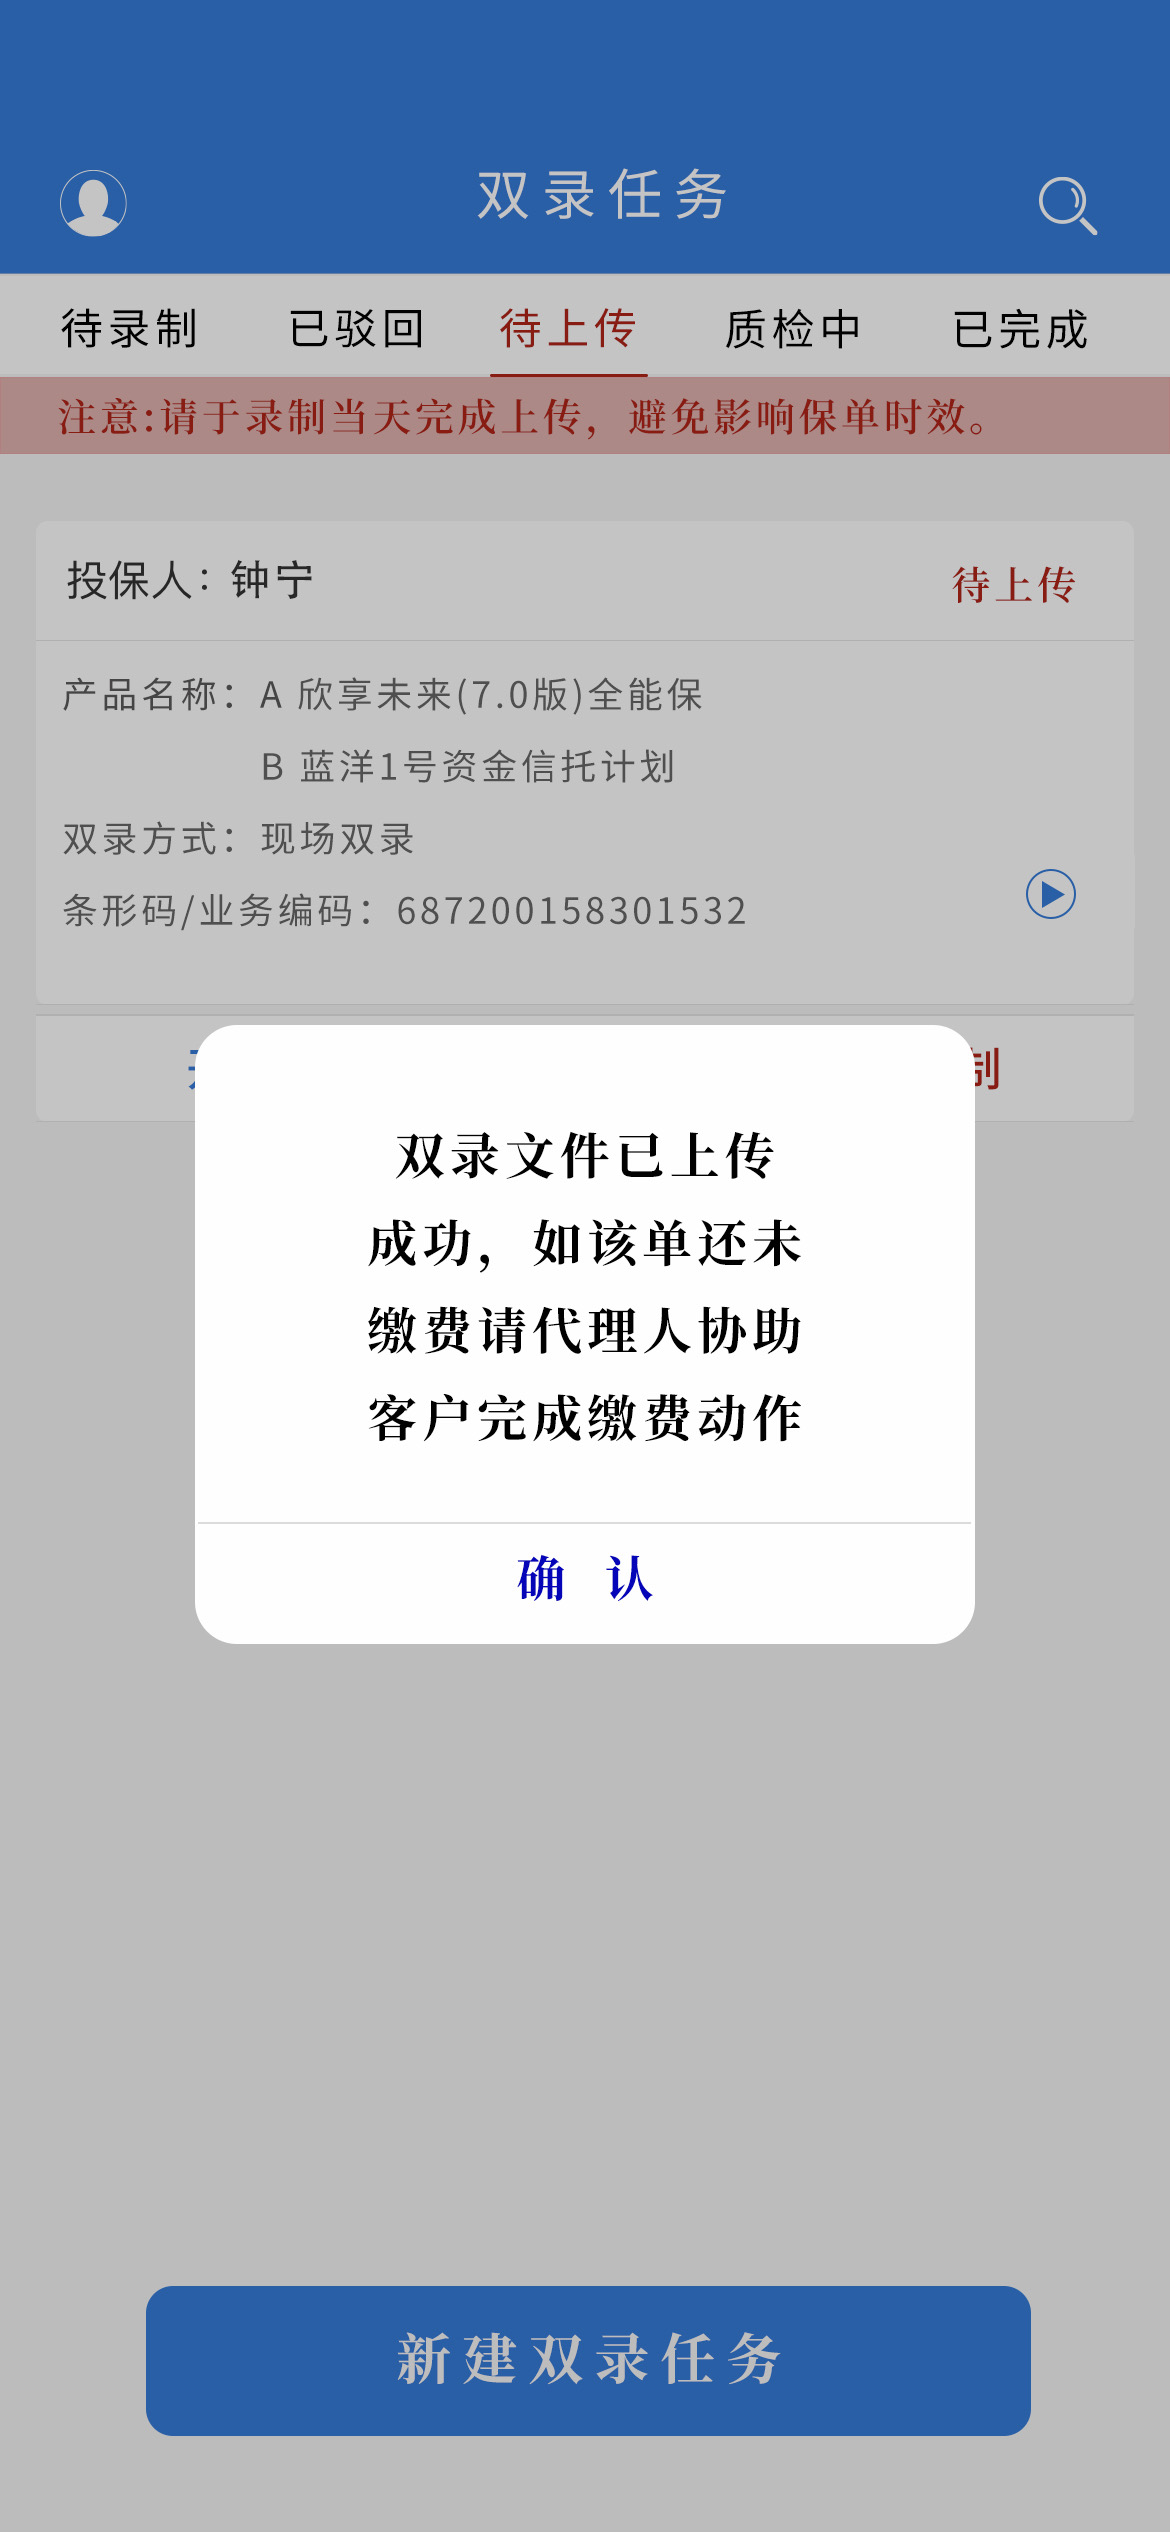 双录任务
待录制 已驳回 待上传 质检中 已完成
注意:请于录制当天完成上传，避免影响保单时效。
投保人：钟宁 待上传
产品名称：A 欣享未来(7.0版)全能保
B 蓝洋1号资金信托计划
双录方式：现场双录
条形码/业务编码：687200158301532
制
双录文件已上传
成功，如该单还未
缴费请代理人协助
客户完成缴费动作
确 认
新建双录任务